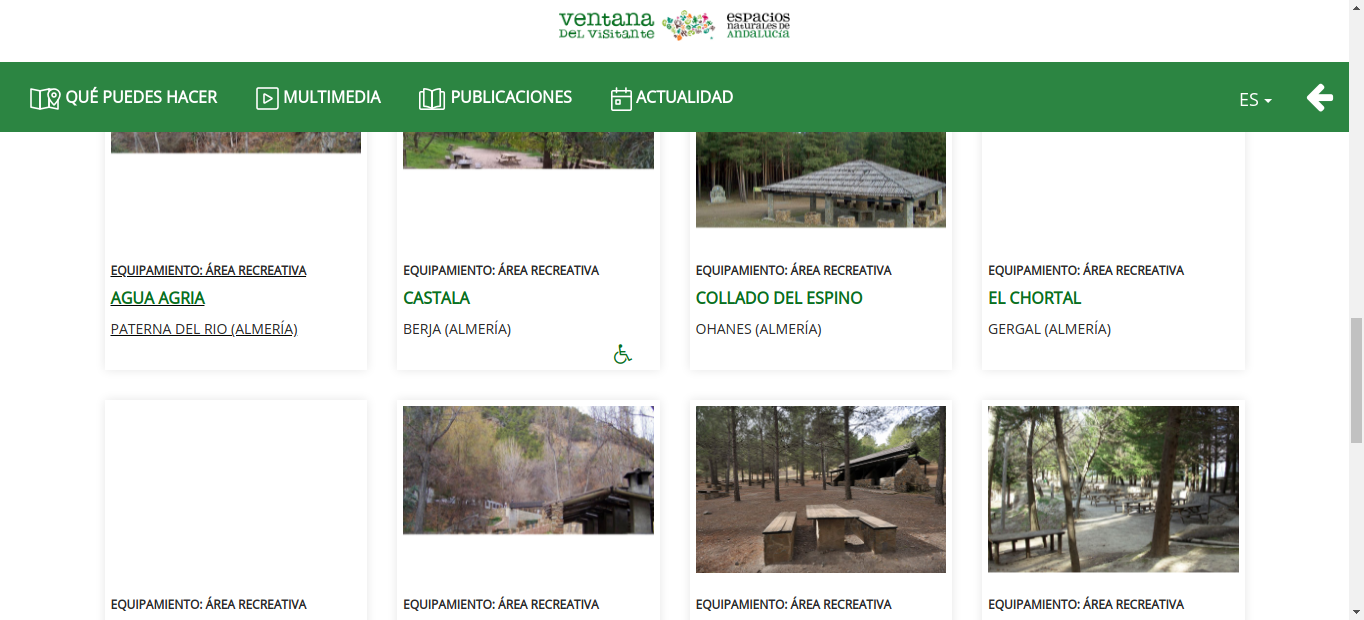 ventana
DEL VISITANTE
espacios
naturales de
ANDALUCÍA
QUÉ PUEDES HACER
MULTIMEDIA
PUBLICACIONES
ACTUALIDAD
ES
EQUIPAMIENTO: ÁREA RECREATIVA
AGUA AGRIA
PATERNA DEL RIO (ALMERÍA)
EQUIPAMIENTO: ÁREA RECREATIVA
CASTALA
BERJA (ALMERÍA)
EQUIPAMIENTO: ÁREA RECREATIVA
COLLADO DEL ESPINO
OHANES (ALMERÍA)
EQUIPAMIENTO: ÁREA RECREATIVA
EL CHORTAL
GERGAL (ALMERÍA)
EQUIPAMIENTO: ÁREA RECREATIVA
EQUIPAMIENTO: ÁREA RECREATIVA
EQUIPAMIENTO: ÁREA RECREATIVA
EQUIPAMIENTO: ÁREA RECREATIVA